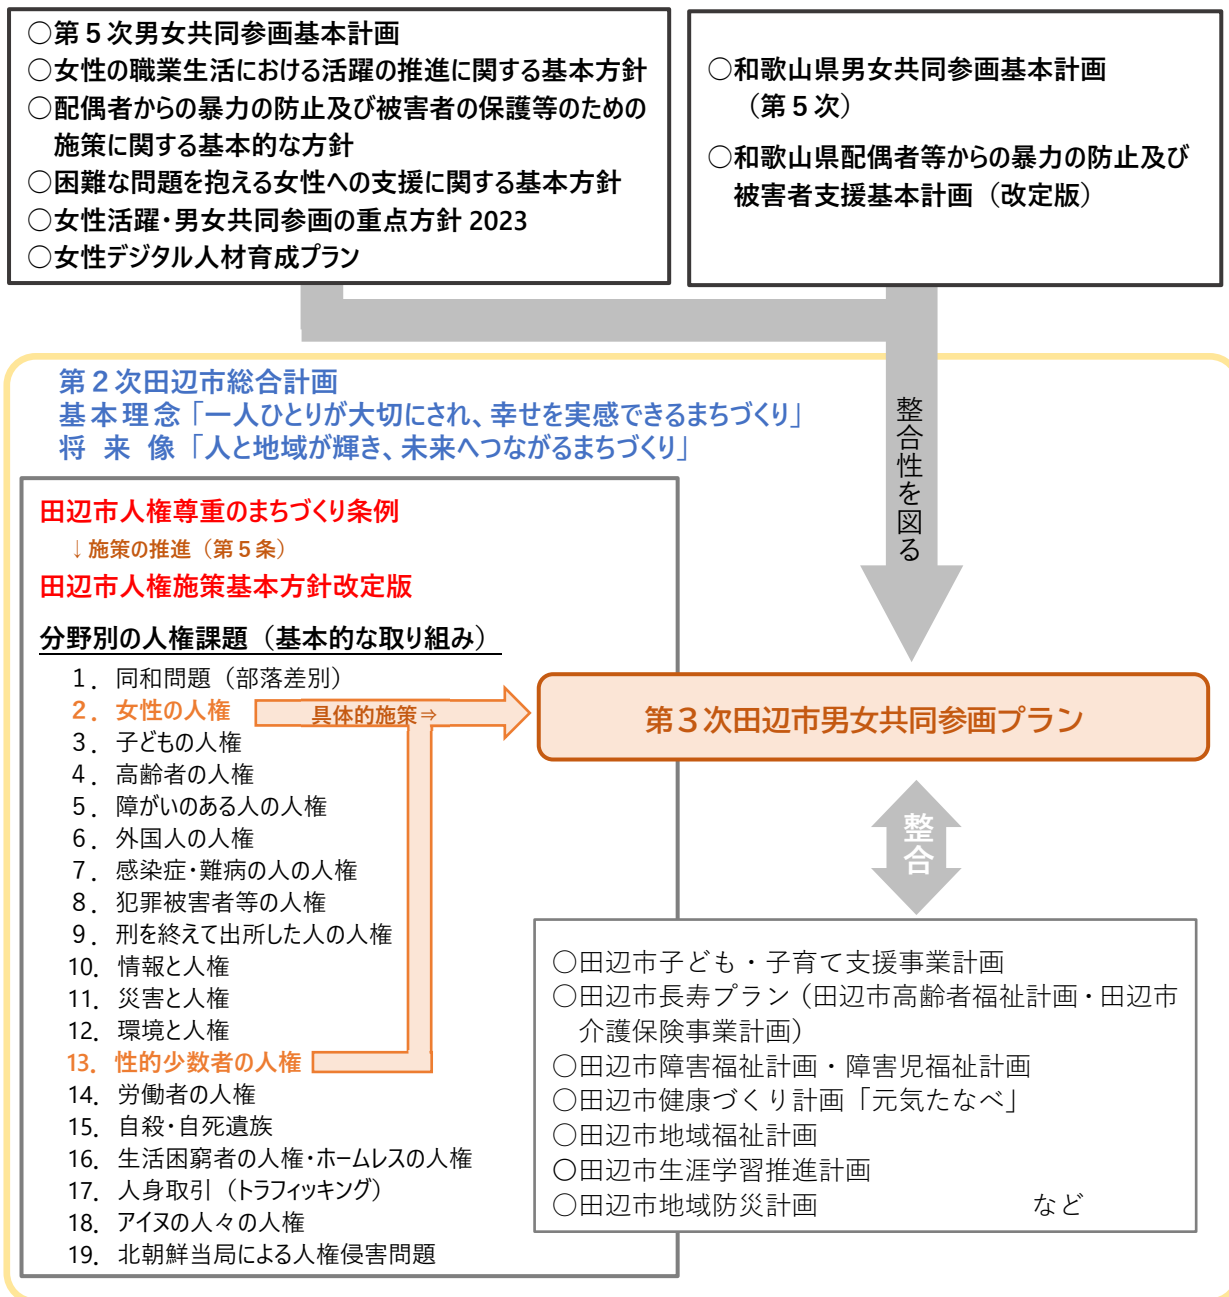 ○第５次男女共同参画基本計画
○女性の職業生活における活躍の推進に関する基本方針
○配偶者からの暴力の防止及び被害者の保護等のための
施策に関する基本的な方針
○困難な問題を抱える女性への支援に関する基本方針
○女性活躍・男女共同参画の重点方針 2023
○女性デジタル人材育成プラン
○和歌山県男女共同参画基本計画
（第５次）
○和歌山県配偶者等からの暴力の防止及び
被害者支援基本計画（改定版）
整合性を図る
第２次田辺市総合計画
基本理念「一人ひとりが大切にされ、幸せを実感できるまちづくり」
将 来 像「人と地域が輝き、未来へつながるまちづくり」
田辺市人権尊重のまちづくり条例
↓施策の推進（第５条）
田辺市人権施策基本方針改定版
分野別の人権課題（基本的な取り組み）
１．同和問題（部落差別）
２．女性の人権
具体的施策⇒
３．子どもの人権
４．高齢者の人権
５．障がいのある人の人権
６．外国人の人権
７．感染症・難病の人の人権
８．犯罪被害者等の人権
９．刑を終えて出所した人の人権
10．情報と人権
11．災害と人権
12．環境と人権
13．性的少数者の人権
14．労働者の人権
15．自殺・自死遺族
16．生活困窮者の人権・ホームレスの人権
17．人身取引（トラフィッキング）
18．アイヌの人々の人権
19．北朝鮮当局による人権侵害問題
第３次田辺市男女共同参画プラン
整合
○田辺市子ども・子育て支援事業計画
○田辺市長寿プラン（田辺市高齢者福祉計画・田辺市
介護保険事業計画）
○田辺市障害福祉計画・障害児福祉計画
○田辺市健康づくり計画「元気たなべ」
○田辺市地域福祉計画
○田辺市生涯学習推進計画
○田辺市地域防災計画　　　　　　　　など